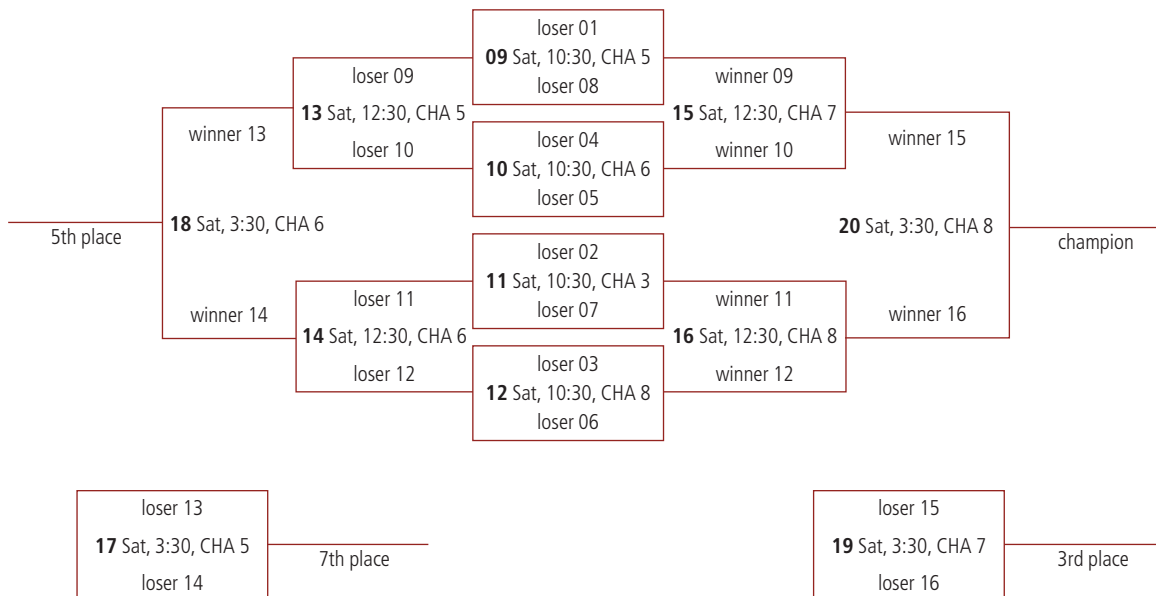 loser 01
09 Sat, 10:30, CHA 5
loser 08
loser 09
13 Sat, 12:30, CHA 5
loser 10
winner 09
15 Sat, 12:30, CHA 7
winner 10
loser 04
10 Sat, 10:30, CHA 6
loser 05
winner 13
18 Sat, 3:30, CHA 6
winner 14
5th place
winner 15
20 Sat, 3:30, CHA 8
winner 16
champion
loser 02
11 Sat, 10:30, CHA 3
loser 07
loser 11
14 Sat, 12:30, CHA 6
loser 12
winner 11
16 Sat, 12:30, CHA 8
winner 12
loser 03
12 Sat, 10:30, CHA 8
loser 06
loser 13
17 Sat, 3:30, CHA 5
loser 14
7th place
loser 15
19 Sat, 3:30, CHA 7
loser 16
3rd place